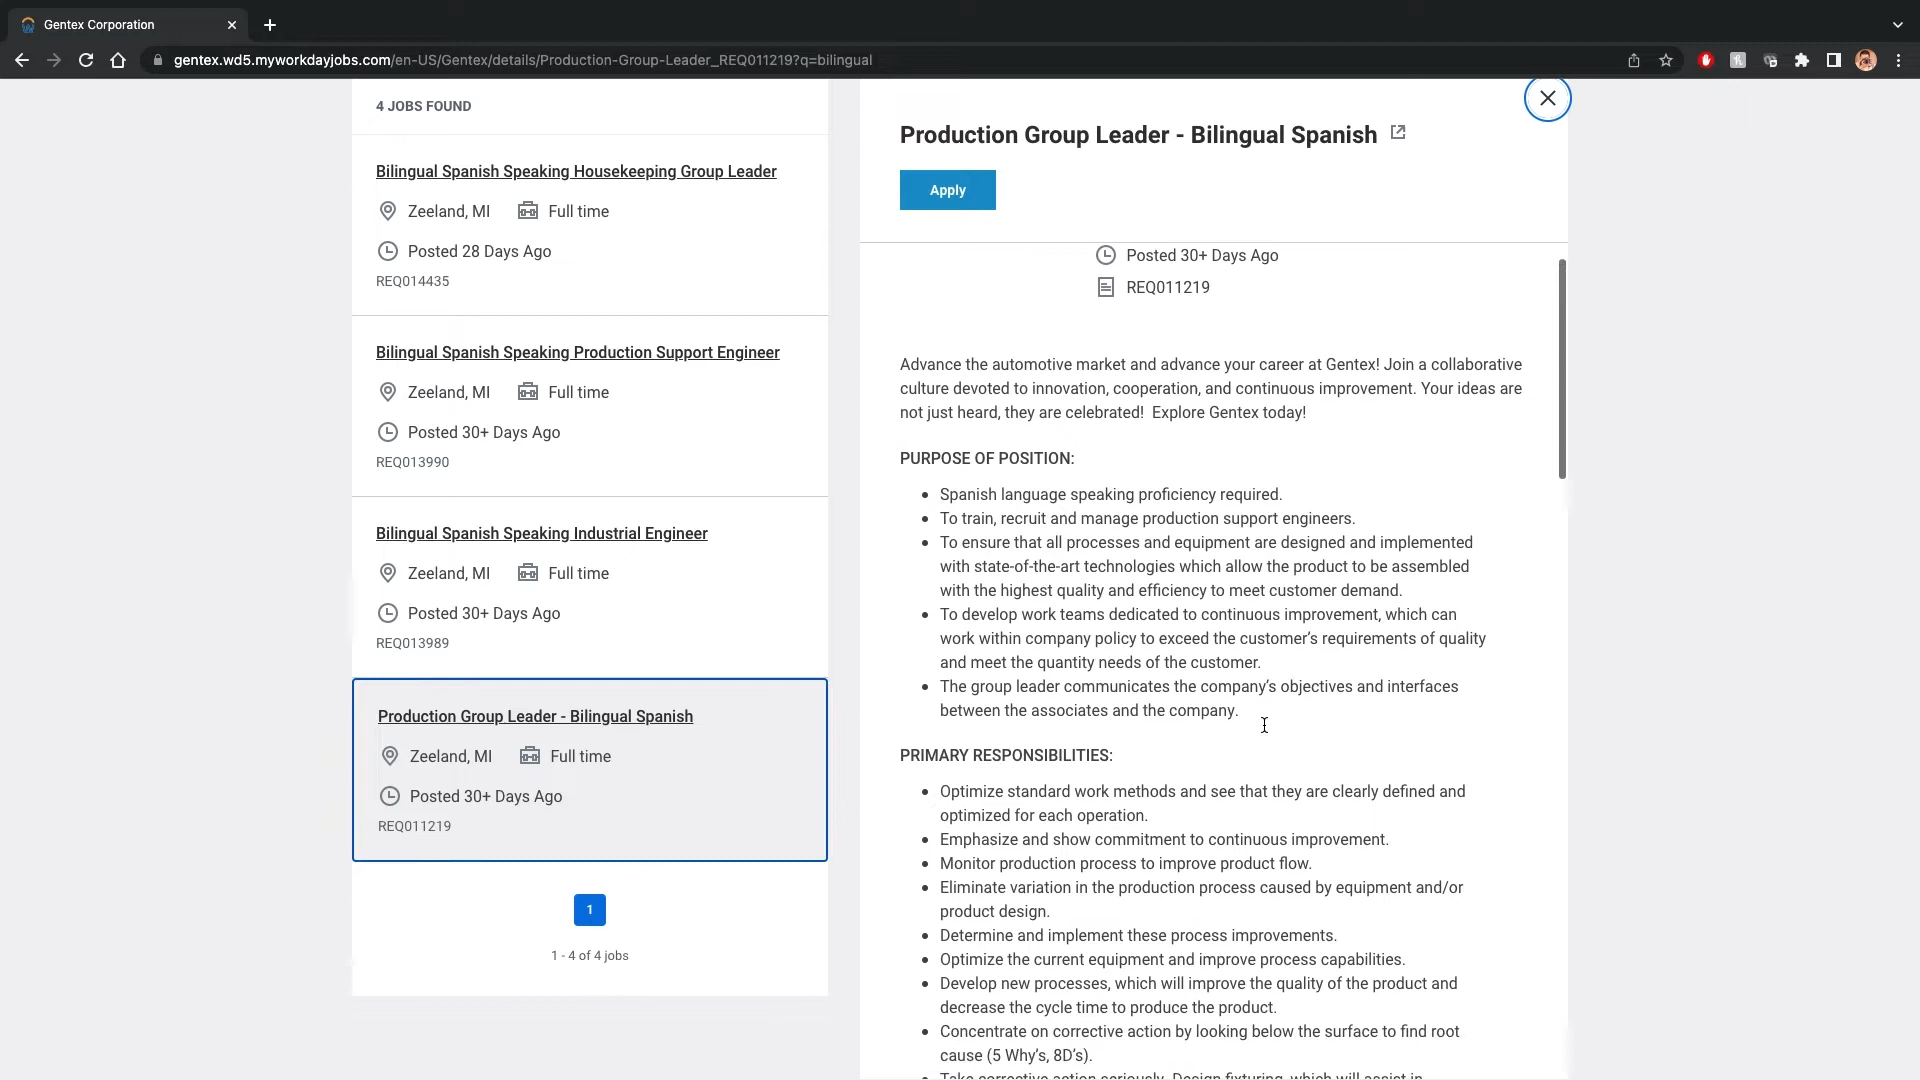 Gentex Corporation
gentex.wd5.myworkdayjobs.com/en-US/Gentex/details/Production-Group-Leader_REQ011219?q=bilingual
4 JOBS FOUND
Bilingual Spanish Speaking Housekeeping Group Leader
Zeeland, MI Full time
Posted 28 Days Ago
REQ014435
Bilingual Spanish Speaking Production Support Engineer
Zeeland, MI Full time
Posted 30+ Days Ago
REQ013990
Bilingual Spanish Speaking Industrial Engineer
Zeeland, MI Full time
Posted 30+ Days Ago
REQ013989
Production Group Leader - Bilingual Spanish
Zeeland, MI Full time
Posted 30+ Days Ago
REQ011219
1
1 - 4 of 4 jobs
Production Group Leader - Bilingual Spanish
Apply
Posted 30+ Days Ago
REQ011219
Advance the automotive market and advance your career at Gentex! Join a collaborative
culture devoted to innovation, cooperation, and continuous improvement. Your ideas are
not just heard, they are celebrated!  Explore Gentex today!
PURPOSE OF POSITION:
Spanish language speaking proficiency required.
To train, recruit and manage production support engineers.
To ensure that all processes and equipment are designed and implemented
with state-of-the-art technologies which allow the product to be assembled
with the highest quality and efficiency to meet customer demand.
To develop work teams dedicated to continuous improvement, which can
work within company policy to exceed the customer’s requirements of quality
and meet the quantity needs of the customer.
The group leader communicates the company’s objectives and interfaces
between the associates and the company.
PRIMARY RESPONSIBILITIES:
Optimize standard work methods and see that they are clearly defined and
optimized for each operation.
Emphasize and show commitment to continuous improvement.
Monitor production process to improve product flow.
Eliminate variation in the production process caused by equipment and/or
product design.
Determine and implement these process improvements.
Optimize the current equipment and improve process capabilities.
Develop new processes, which will improve the quality of the product and
decrease the cycle time to produce the product.
Concentrate on corrective action by looking below the surface to find root
cause (5 Why’s, 8D’s).
Take corrective action seriously. Design fixturing, which will assist in